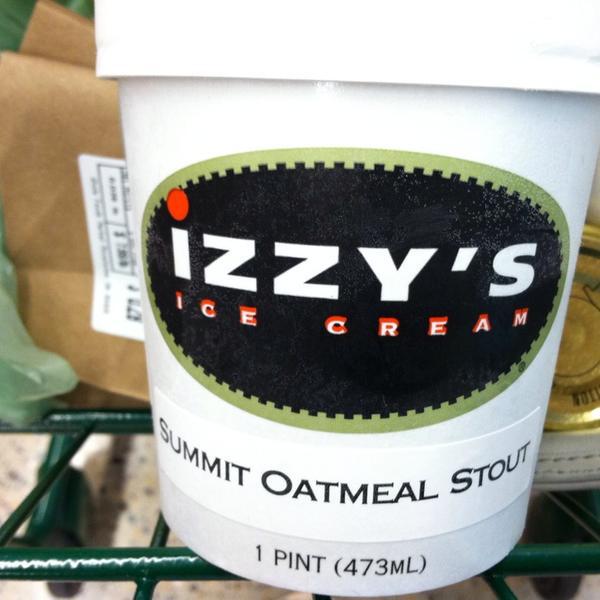 iZZY'S
ICE CREAM
SUMMIT OATMEAL STOUT
1 PINT (473ML)